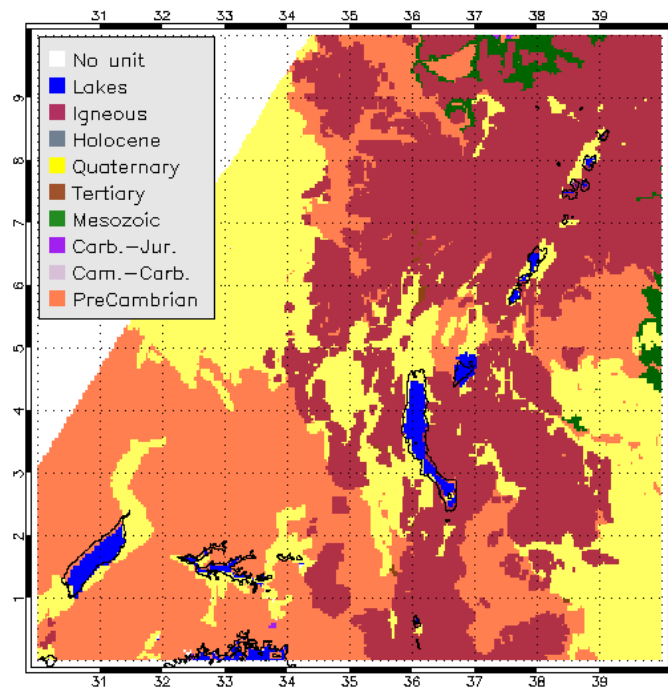 31 32 33 34 35 36 37 38 39
No unit
Lakes
Igneous
Holocene
Quaternary
Tertiary
Mesozoic
Carb.-Jur.
Cam.-Carb.
PreCambrian
9
8
7
6
5
4
3
2
1
31 32 33 34 35 36 37 38 39